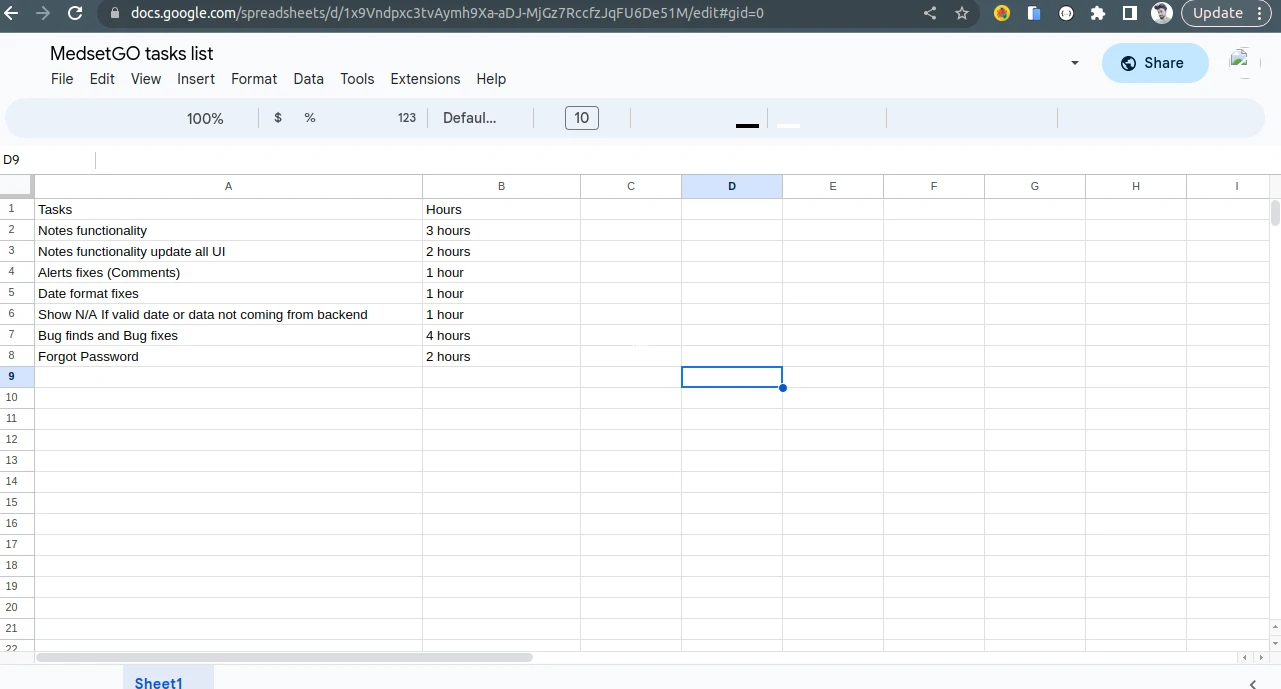 docs.google.com/spreadsheets/d/1x9Vndpxc3tvAymh9Xa-aDJ-MjGz7RccfzJqFU6De51M/edit#gid=0 Update
MedsetGO tasks list
File Edit View Insert Format Data Tools Extensions Help
Share
100% $ % 123 Defaul... 10
D9
A B C D E F G H I
1 Tasks Hours
2 Notes functionality 3 hours
3 Notes functionality update all UI 2 hours
4 Alerts fixes (Comments) 1 hour
5 Date format fixes 1 hour
6 Show N/A If valid date or data not coming from backend 1 hour
7 Bug finds and Bug fixes 4 hours
8 Forgot Password 2 hours
9
10
11
12
13
14
15
16
17
18
19
20
21
22
Sheet1